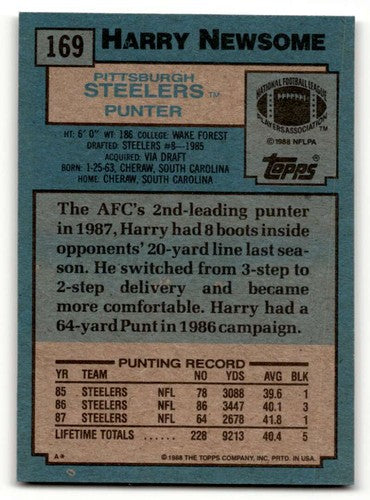 169 HARRY NEWSOME
PITTSBURGH
STEELERS TM
PUNTER
NATIONAL FOOTBALL LEAGUE
PLAYERS ASSOCIATION
© 1988 NFLPA
Topps®
HT: 6' 0" WT: 186 COLLEGE: WAKE FOREST
DRAFTED: STEELERS #8—1985
ACQUIRED: VIA DRAFT
BORN: 1-25-63, CHERAW, SOUTH CAROLINA
HOME: CHERAW, SOUTH CAROLINA
The AFC's 2nd-leading punter
in 1987, Harry had 8 boots inside
opponents' 20-yard line last sea-
son. He switched from 3-step to
2-step delivery and became
more comfortable. Harry had a
64-yard Punt in 1986 campaign.
PUNTING RECORD
YR TEAM NO YDS AVG BLK
85 STEELERS NFL 78 3088 39.6 1
86 STEELERS NFL 86 3447 40.1 3
87 STEELERS NFL 64 2678 41.8 1
LIFETIME TOTALS ...... 228 9213 40.4 5
A* ©1988 THE TOPPS COMPANY, INC. PRTD. IN U.S.A.